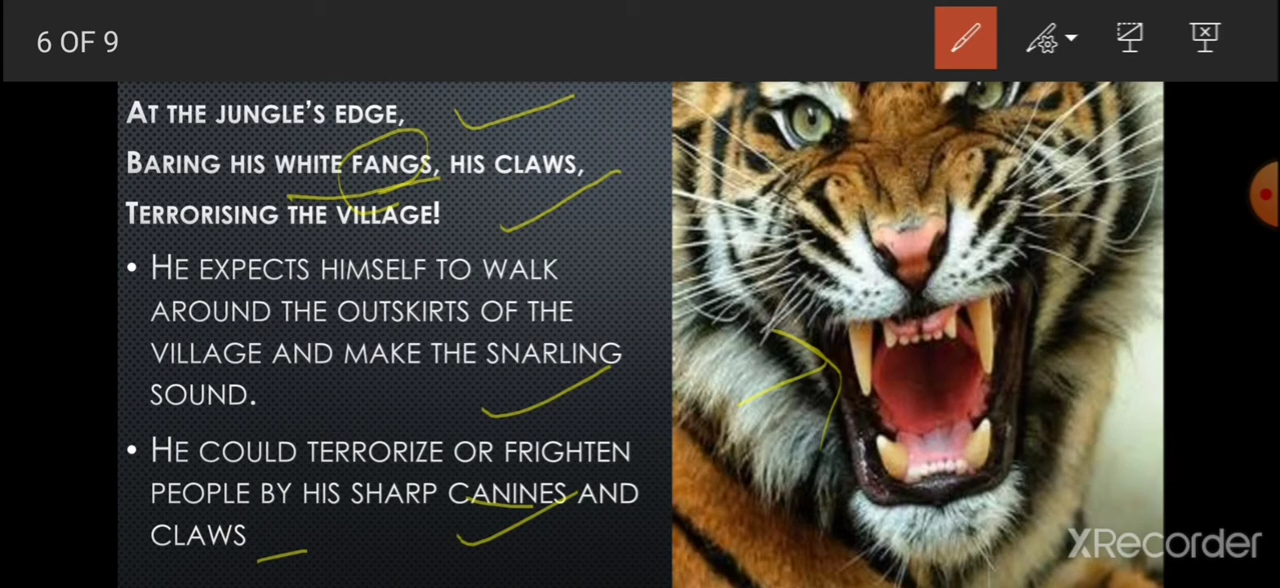 6 OF 9
AT THE JUNGLE'S EDGE,
BARING HIS WHITE FANGS, HIS CLAWS,
TERRORISING THE VILLAGE!
• HE EXPECTS HIMSELF TO WALK
AROUND THE OUTSKIRTS OF THE
VILLAGE AND MAKE THE SNARLING
SOUND.
• HE COULD TERRORIZE OR FRIGHTEN
PEOPLE BY HIS SHARP CANINES AND
CLAWS
XRecorder